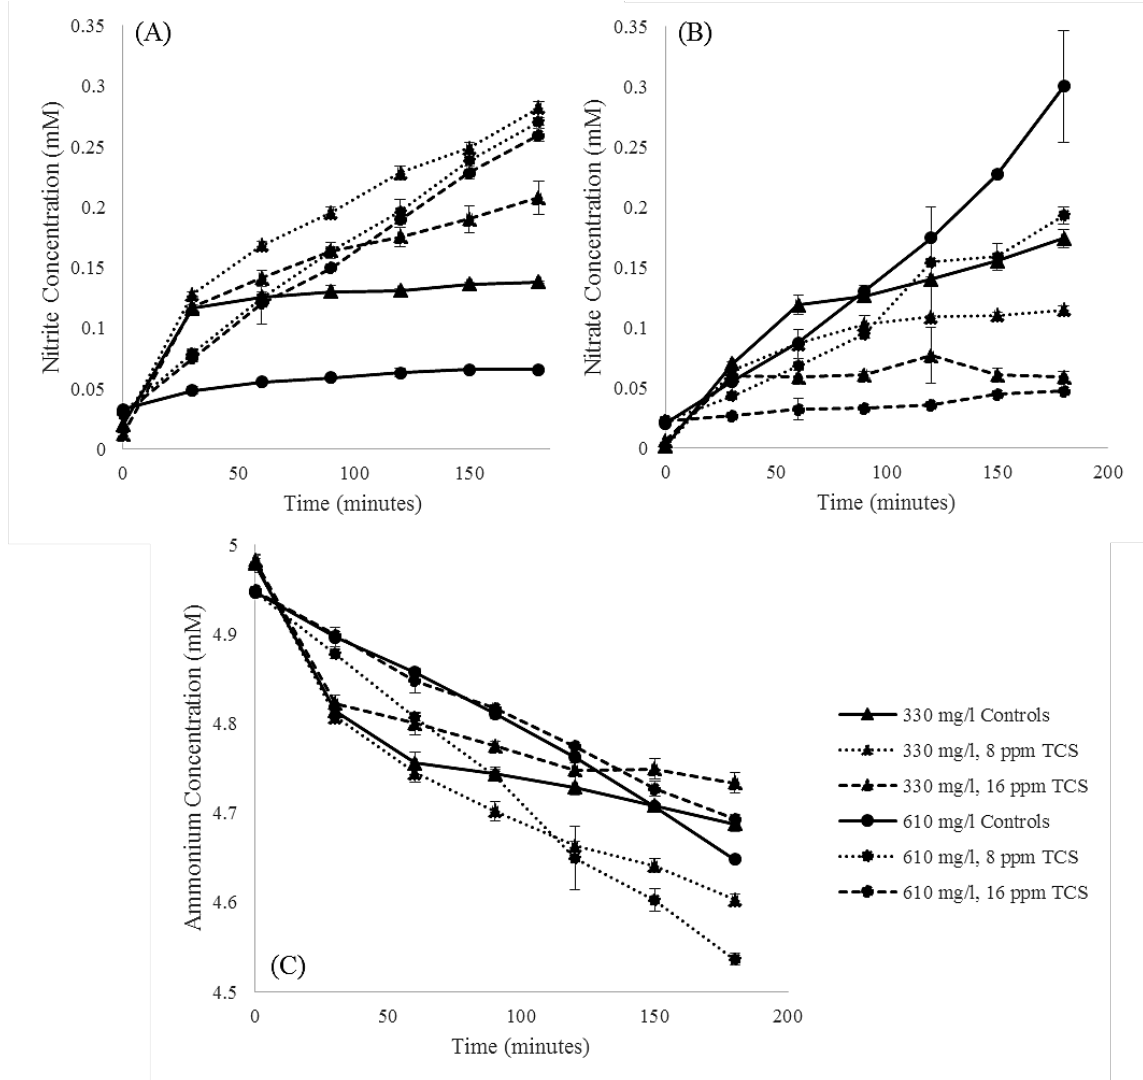 (A)
Nitrite Concentration (mM)
0.35
0.3
0.25
0.2
0.15
0.1
0.05
0
0 50 100 150
Time (minutes)
(B)
Nitrate Concentration (mM)
0.35
0.3
0.25
0.2
0.15
0.1
0.05
0
0 50 100 150 200
Time (minutes)
Ammonium Concentration (mM)
5
4.9
4.8
4.7
4.6
4.5
(C)
0 50 100 150 200
Time (minutes)
330 mg/l Controls
330 mg/l, 8 ppm TCS
330 mg/l, 16 ppm TCS
610 mg/l Controls
610 mg/l, 8 ppm TCS
610 mg/l, 16 ppm TCS